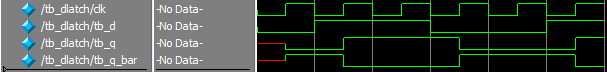 /tb_dlatch/clk -No Data-
/tb_dlatch/tb_d -No Data-
/tb_dlatch/tb_q -No Data-
/tb_dlatch/tb_q_bar -No Data-